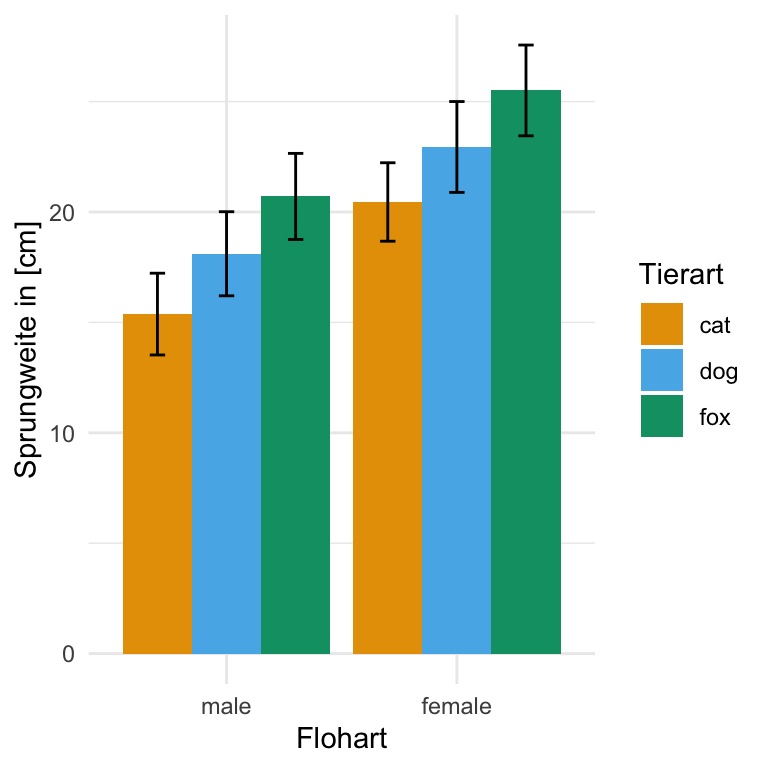 Sprungweite in [cm]
20
10
0
male female
Flohart
Tierart
cat
dog
fox